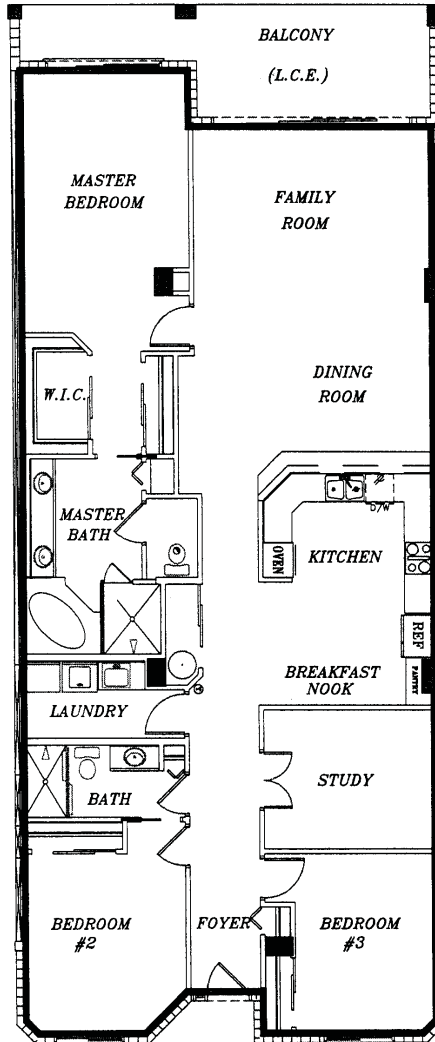 BALCONY
(L.C.E.)
MASTER
BEDROOM
FAMILY
ROOM
DINING
ROOM
W.I.C.
D/W
MASTER
BATH
OVEN
KITCHEN
REF
BREAKFAST
NOOK
PANTRY
LAUNDRY
STUDY
BATH
BEDROOM
#2
FOYER
BEDROOM
#3